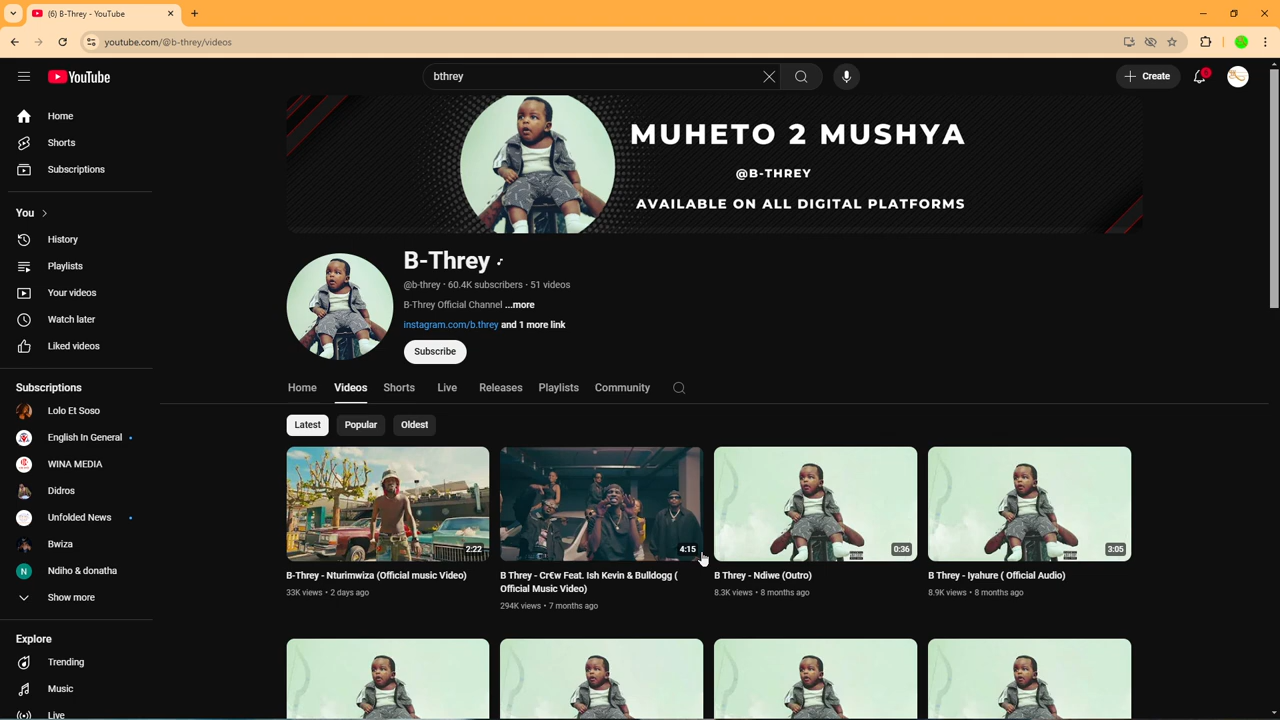 (6) B-Threy - YouTube
youtube.com/@b-threy/videos
YouTube
bthrey
Create
Home
Shorts
Subscriptions
You
History
Playlists
Your videos
Watch later
Liked videos
Subscriptions
Lolo Et Soso
English In General
WINA MEDIA
Didros
Unfolded News
Bwiza
N
Ndiho & donatha
Show more
Explore
Trending
Music
Live
MUHETO 2 MUSHYA
@B-THREY
AVAILABLE ON ALL DIGITAL PLATFORMS
B-Threy
@b-threy • 60.4K subscribers • 51 videos
B-Threy Official Channel ...more
instagram.com/b.threy and 1 more link
Subscribe
Home Videos Shorts Live Releases Playlists Community
Latest Popular Oldest
2:22
B-Threy - Nturimwiza (Official music Video)
33K views • 2 days ago
4:15
B Threy - Cr€w Feat. Ish Kevin & Bulldogg (
Official Music Video)
294K views • 7 months ago
0:36
B Threy - Ndiwe (Outro)
8.3K views • 8 months ago
3:05
B Threy - Iyahure ( Official Audio)
8.9K views • 8 months ago